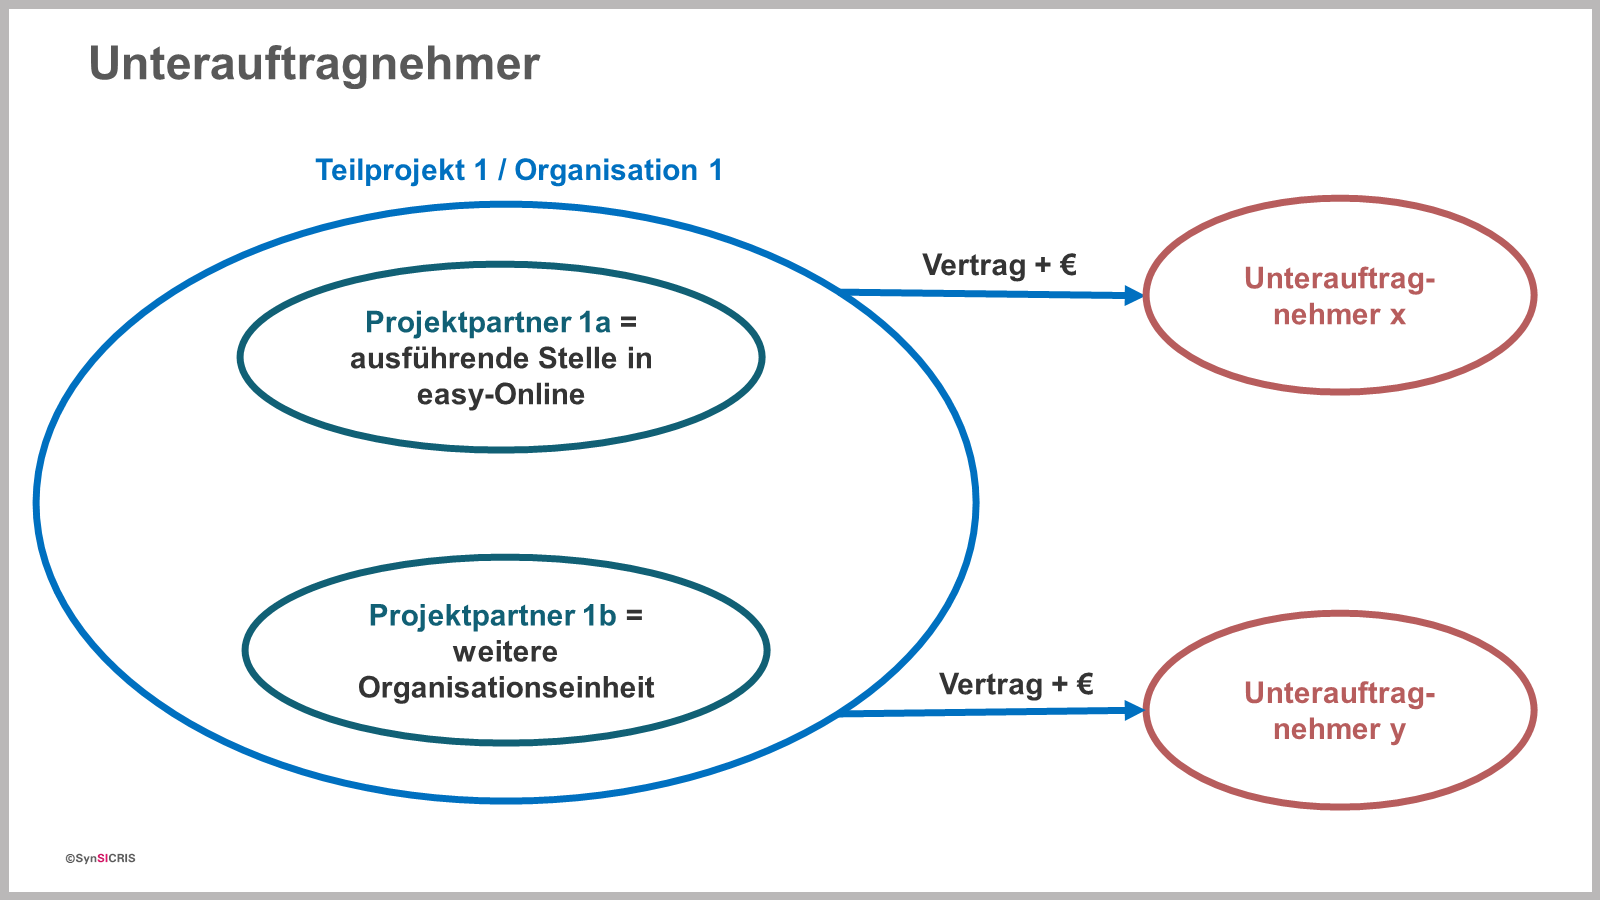 Unterauftragnehmer
Teilprojekt 1 / Organisation 1
Projektpartner 1a =
ausführende Stelle in
easy-Online
Vertrag + €
Unterauftrag-
nehmer x
Projektpartner 1b =
weitere
Organisationseinheit
Vertrag + €
Unterauftrag-
nehmer y
©SynSICRIS